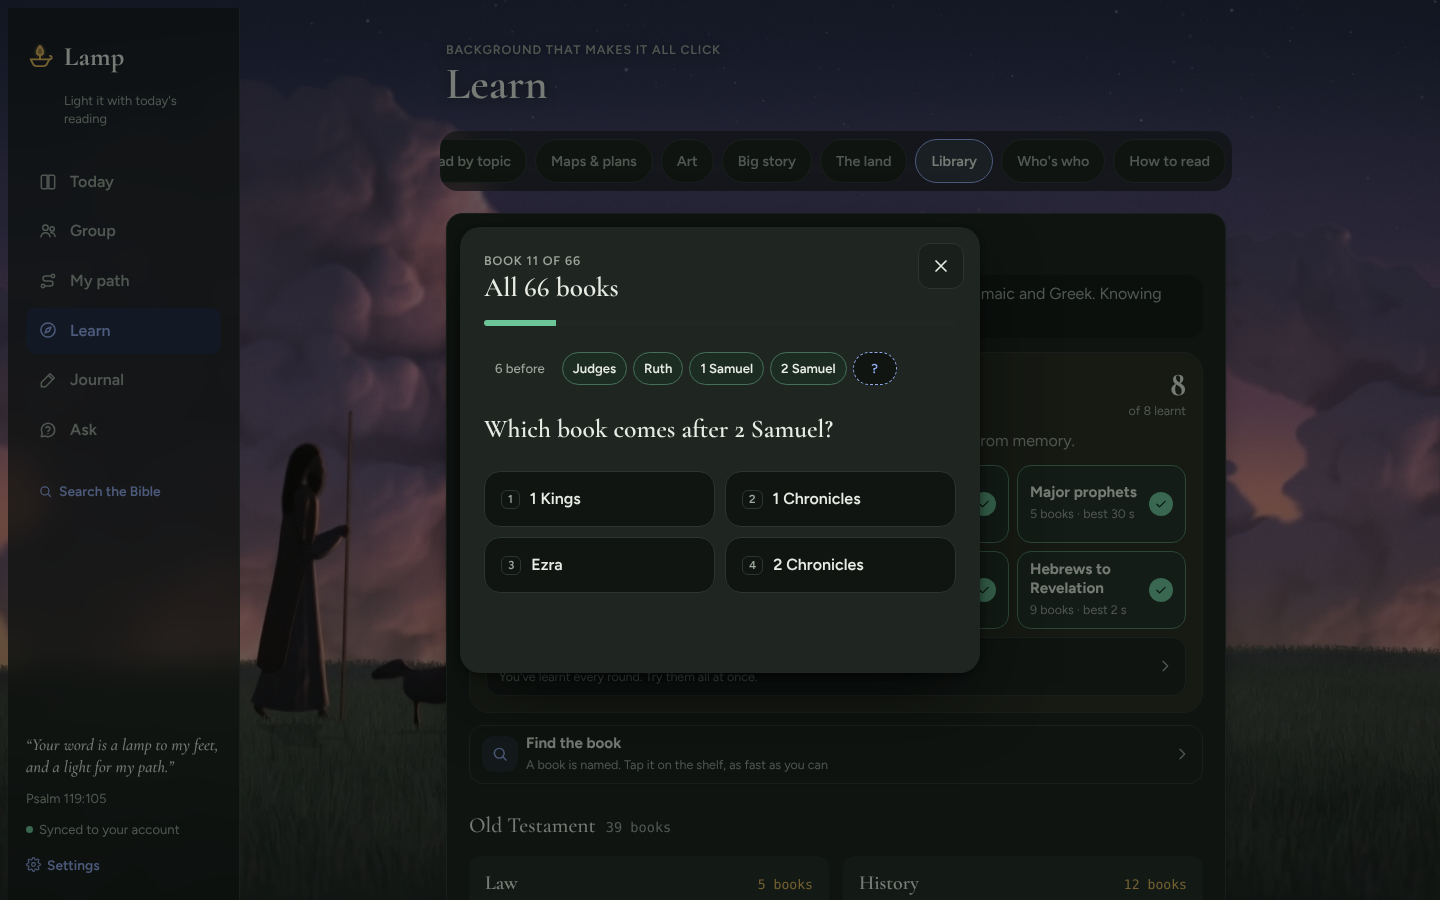 Lamp
Light it with today's
reading
Today
Group
My path
Learn
Journal
Ask
Search the Bible
“Your word is a lamp to my feet,
and a light for my path.”
Psalm 119:105
Synced to your account
Settings
BACKGROUND THAT MAKES IT ALL CLICK
Learn
ad by topic
Maps & plans
Art
Big story
The land
Library
Who's who
How to read
BOOK 11 OF 66
All 66 books
6 before
Judges
Ruth
1 Samuel
2 Samuel
?
Which book comes after 2 Samuel?
1 1 Kings
2 1 Chronicles
3 Ezra
4 2 Chronicles
maic and Greek. Knowing
8
of 8 learnt
rom memory.
Major prophets
5 books · best 30 s
Hebrews to
Revelation
9 books · best 2 s
You've learnt every round. Try them all at once.
Find the book
A book is named. Tap it on the shelf, as fast as you can
Old Testament 39 books
Law 5 books
History 12 books